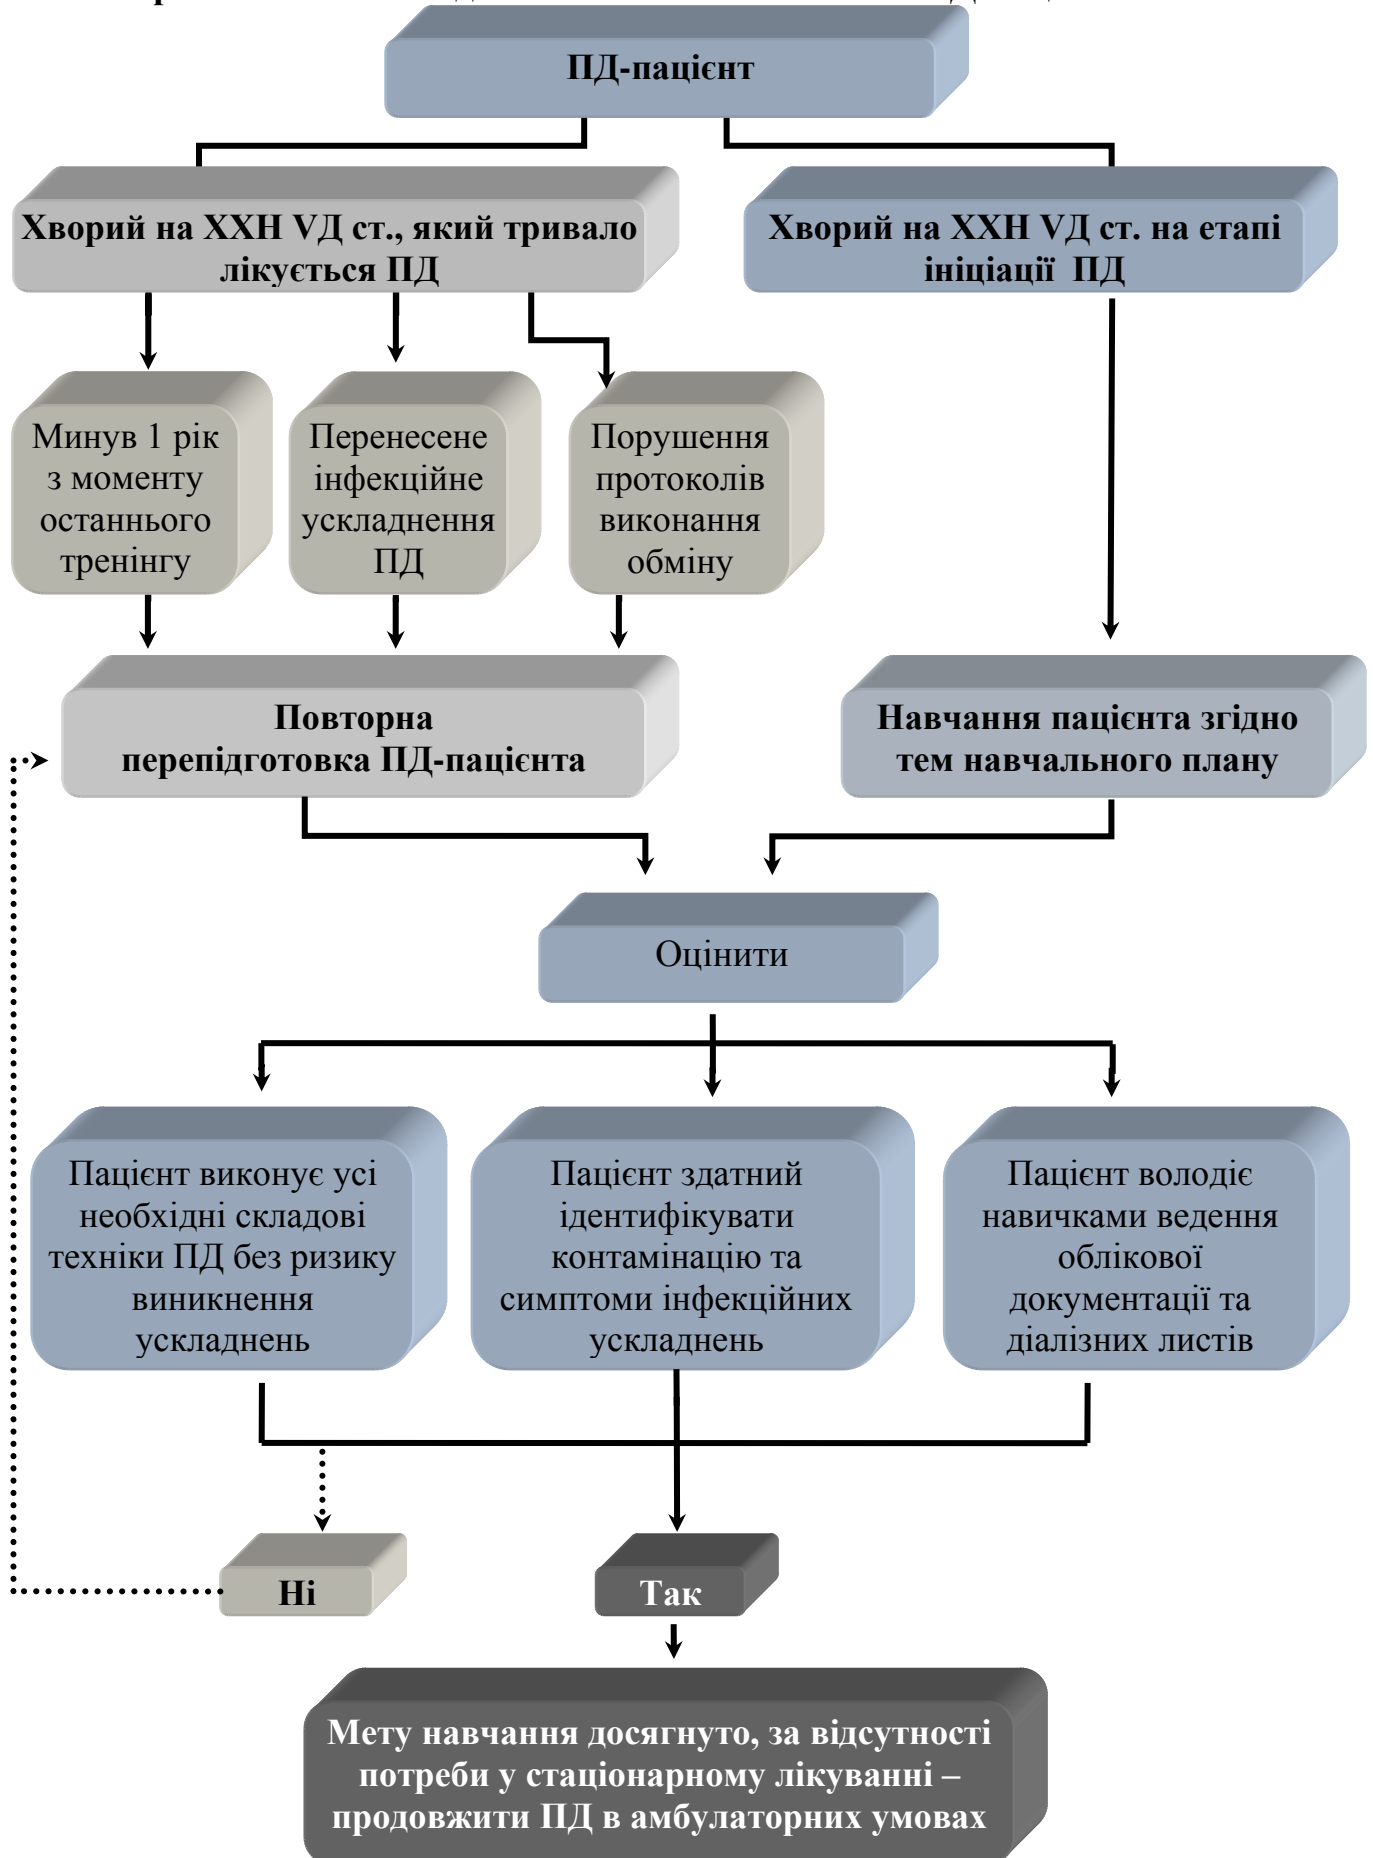 ПД-пацієнт
Хворий на ХХН VД ст., який тривало
лікується ПД
Хворий на ХХН VД ст. на етапі
ініціації ПД
Минув 1 рік
з моменту
останнього
тренінгу
Перенесене
інфекційне
ускладнення
ПД
Порушення
протоколів
виконання
обміну
Повторна
перепідготовка ПД-пацієнта
Навчання пацієнта згідно
тем навчального плану
Оцінити
Пацієнт виконує усі
необхідні складові
техніки ПД без ризику
виникнення
ускладнень
Пацієнт здатний
ідентифікувати
контамінацію та
симптоми інфекційних
ускладнень
Пацієнт володіє
навичками ведення
облікової
документації та
діалізних листів
Ні
Так
Мету навчання досягнуто, за відсутності
потреби у стаціонарному лікуванні –
продовжити ПД в амбулаторних умовах